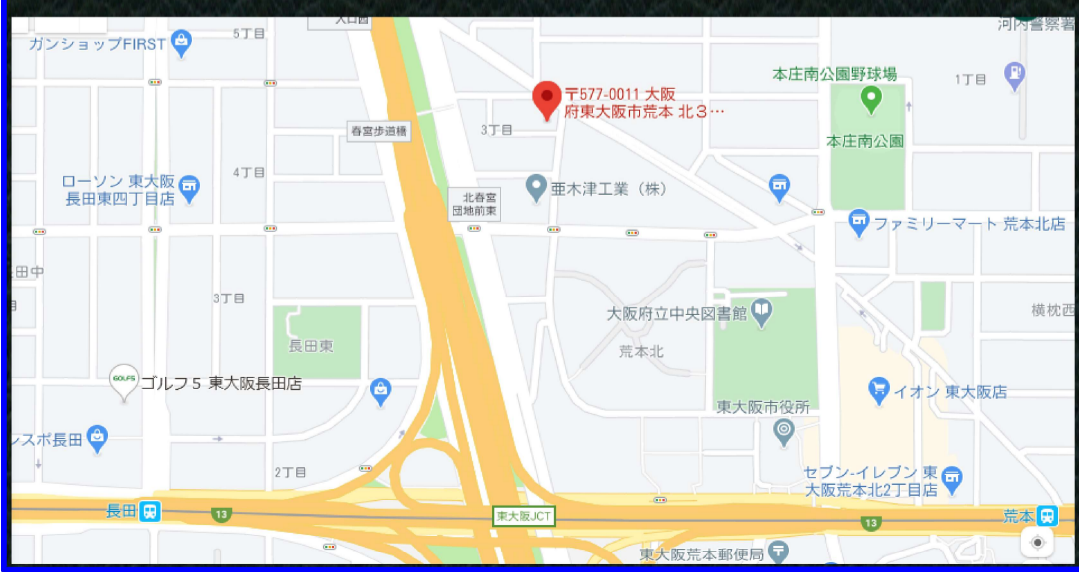 河内警察署
ガンショップFIRST
5丁目
本庄南公園野球場
1丁目
〒577-0011 大阪
府東大阪市荒本 北3…
春宮歩道橋
3丁目
本庄南公園
4丁目
ローソン 東大阪
長田東四丁目店
亜木津工業（株）
北春宮
団地前東
ファミリーマート 荒本北店
田中
3丁目
大阪府立中央図書館
横枕西
長田東
荒本北
GOLF5
ゴルフ5 東大阪長田店
イオン 東大阪店
東大阪市役所
ンスポ長田
2丁目
セブン-イレブン 東
大阪荒本北2丁目店
長田
13
東大阪JCT
13
荒本
東大阪荒本郵便局